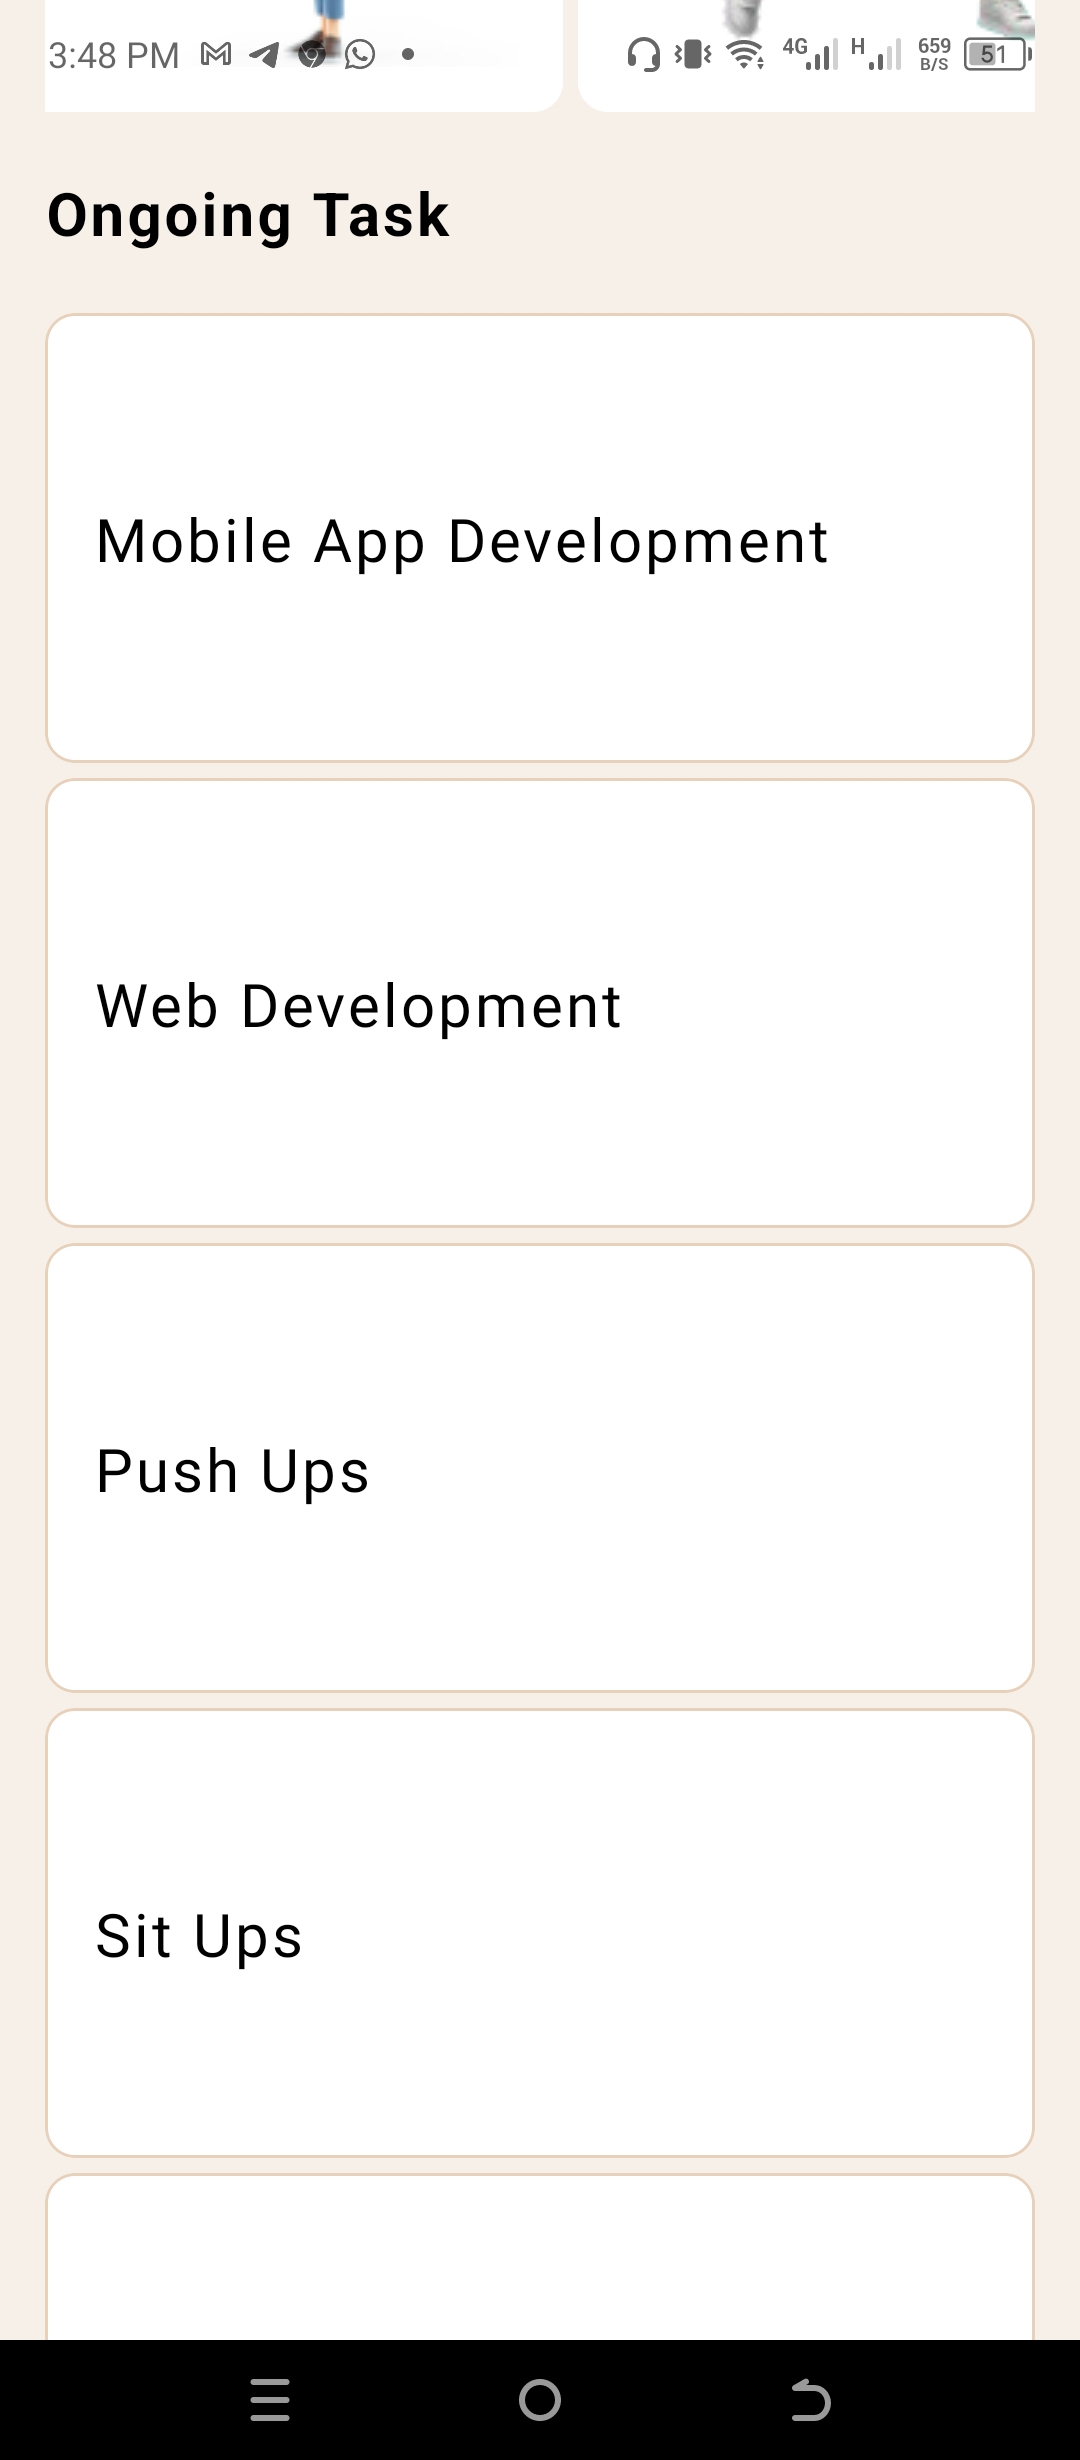 3:48 PM 4G H 659 B/S 51
Ongoing Task
Mobile App Development
Web Development
Push Ups
Sit Ups